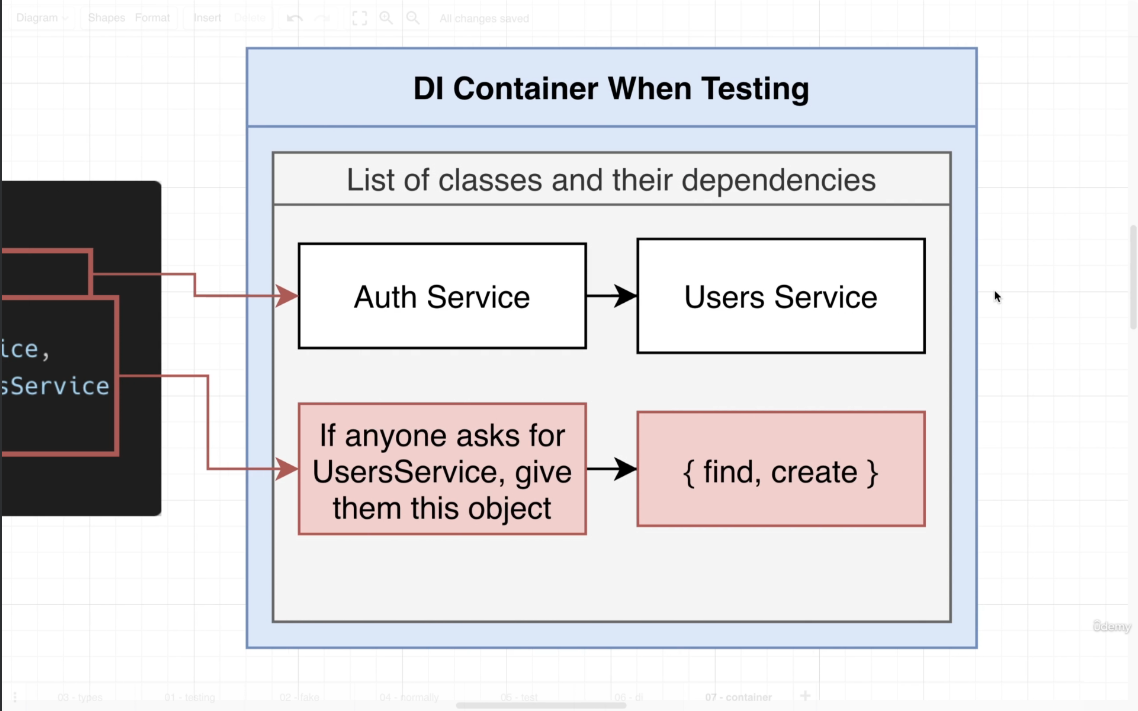 Diagram Shapes Format Insert Delete All changes saved
DI Container When Testing
List of classes and their dependencies
Auth Service
Users Service
ice,
sService
If anyone asks for
UsersService, give
them this object
{ find, create }
ûdemy
03 - types 01 - testing 02 - fake 04 - normally 05 - test 06 - di 07 - container